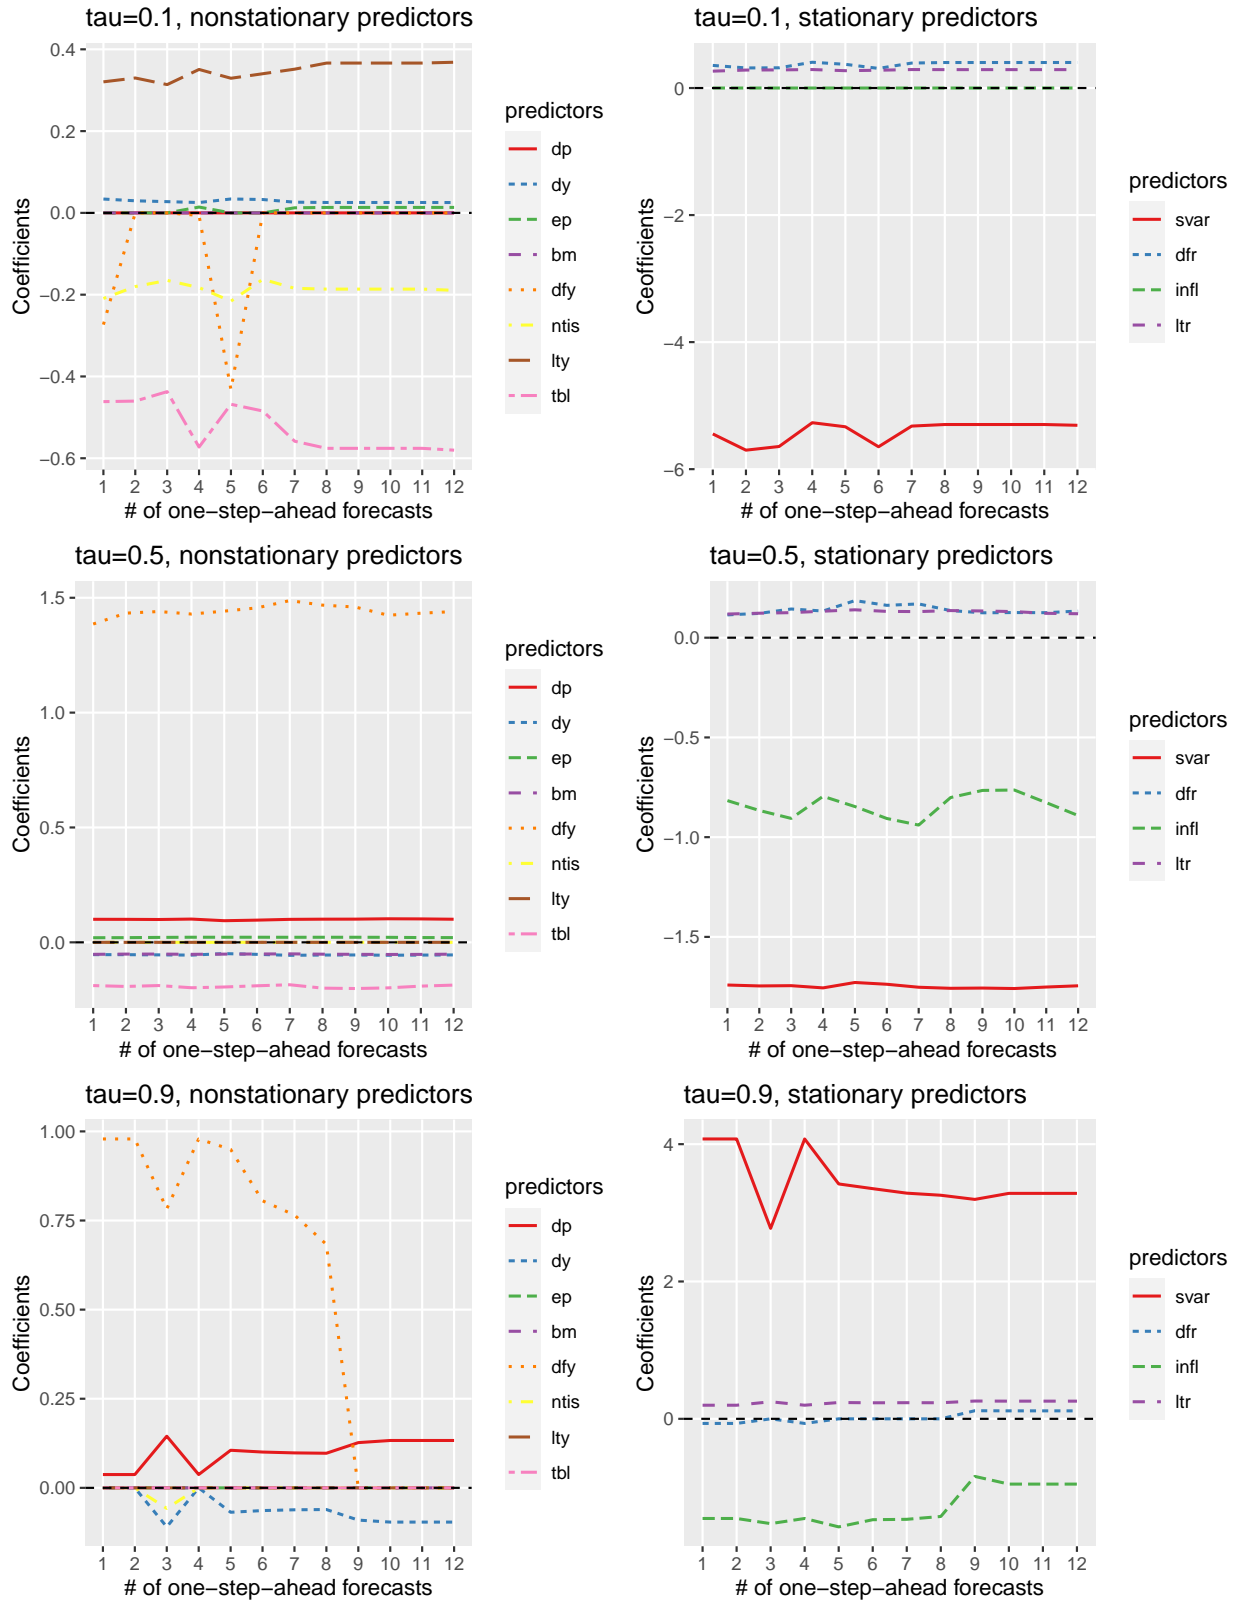 tau=0.1, nonstationary predictors
Coefficients
0.4
0.2
0.0
−0.2
−0.4
−0.6
1 2 3 4 5 6 7 8 9 10 11 12
# of one−step−ahead forecasts
predictors
dp
dy
ep
bm
dfy
ntis
lty
tbl
tau=0.1, stationary predictors
Ceofficients
0
−2
−4
−6
1 2 3 4 5 6 7 8 9 10 11 12
# of one−step−ahead forecasts
predictors
svar
dfr
infl
ltr
tau=0.5, nonstationary predictors
Coefficients
1.5
1.0
0.5
0.0
1 2 3 4 5 6 7 8 9 10 11 12
# of one−step−ahead forecasts
predictors
dp
dy
ep
bm
dfy
ntis
lty
tbl
tau=0.5, stationary predictors
Ceofficients
0.0
−0.5
−1.0
−1.5
1 2 3 4 5 6 7 8 9 10 11 12
# of one−step−ahead forecasts
predictors
svar
dfr
infl
ltr
tau=0.9, nonstationary predictors
Coefficients
1.00
0.75
0.50
0.25
0.00
1 2 3 4 5 6 7 8 9 10 11 12
# of one−step−ahead forecasts
predictors
dp
dy
ep
bm
dfy
ntis
lty
tbl
tau=0.9, stationary predictors
Ceofficients
4
2
0
1 2 3 4 5 6 7 8 9 10 11 12
# of one−step−ahead forecasts
predictors
svar
dfr
infl
ltr